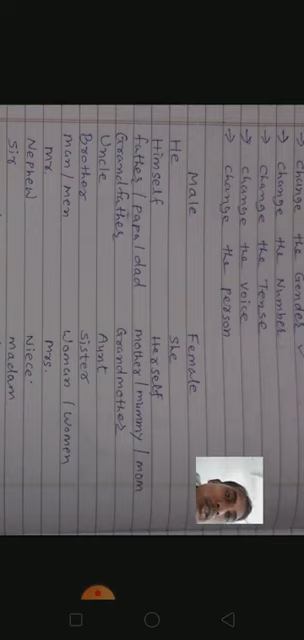 → Change the Gender
→ Change the Number
→ Change the Tense
→ Change the Voice
→ Change the Person
Male Female
He She
Himself Herself
father / Papa / dad mother / mummy / mom
Grandfather Grandmother
Uncle Aunt
Brother Sister
Man / Men Woman / Women
Mr. Mrs.
Nephew Niece.
Sir Madam